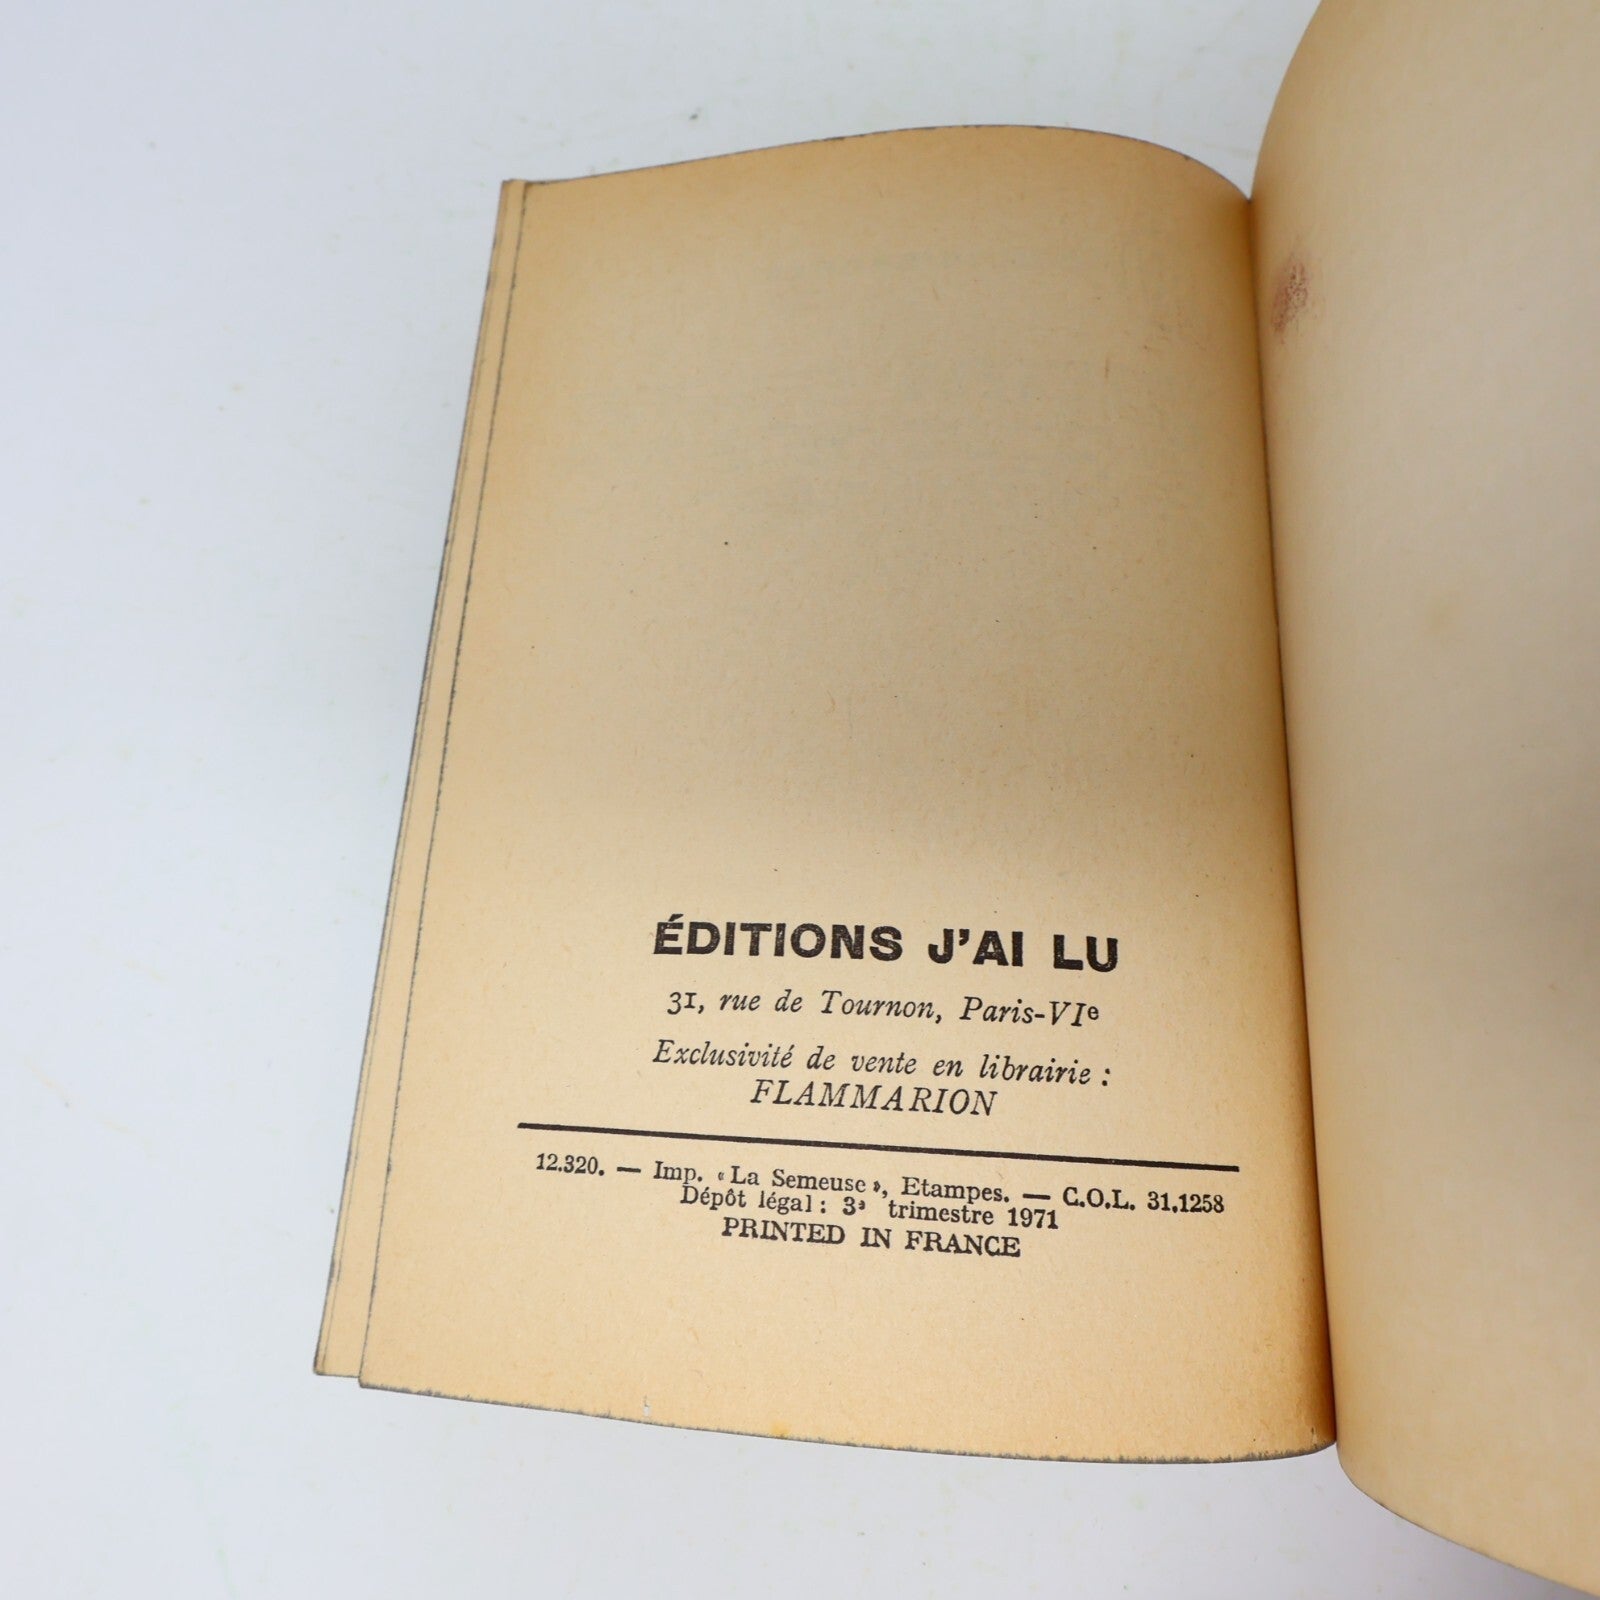 ÉDITIONS J'AI LU
31, rue de Tournon, Paris-VIe
Exclusivité de vente en librairie :
FLAMMARION
12.320. — Imp. « La Semeuse », Etampes. — C.O.L. 31.1258
Dépôt légal : 3e trimestre 1971
PRINTED IN FRANCE